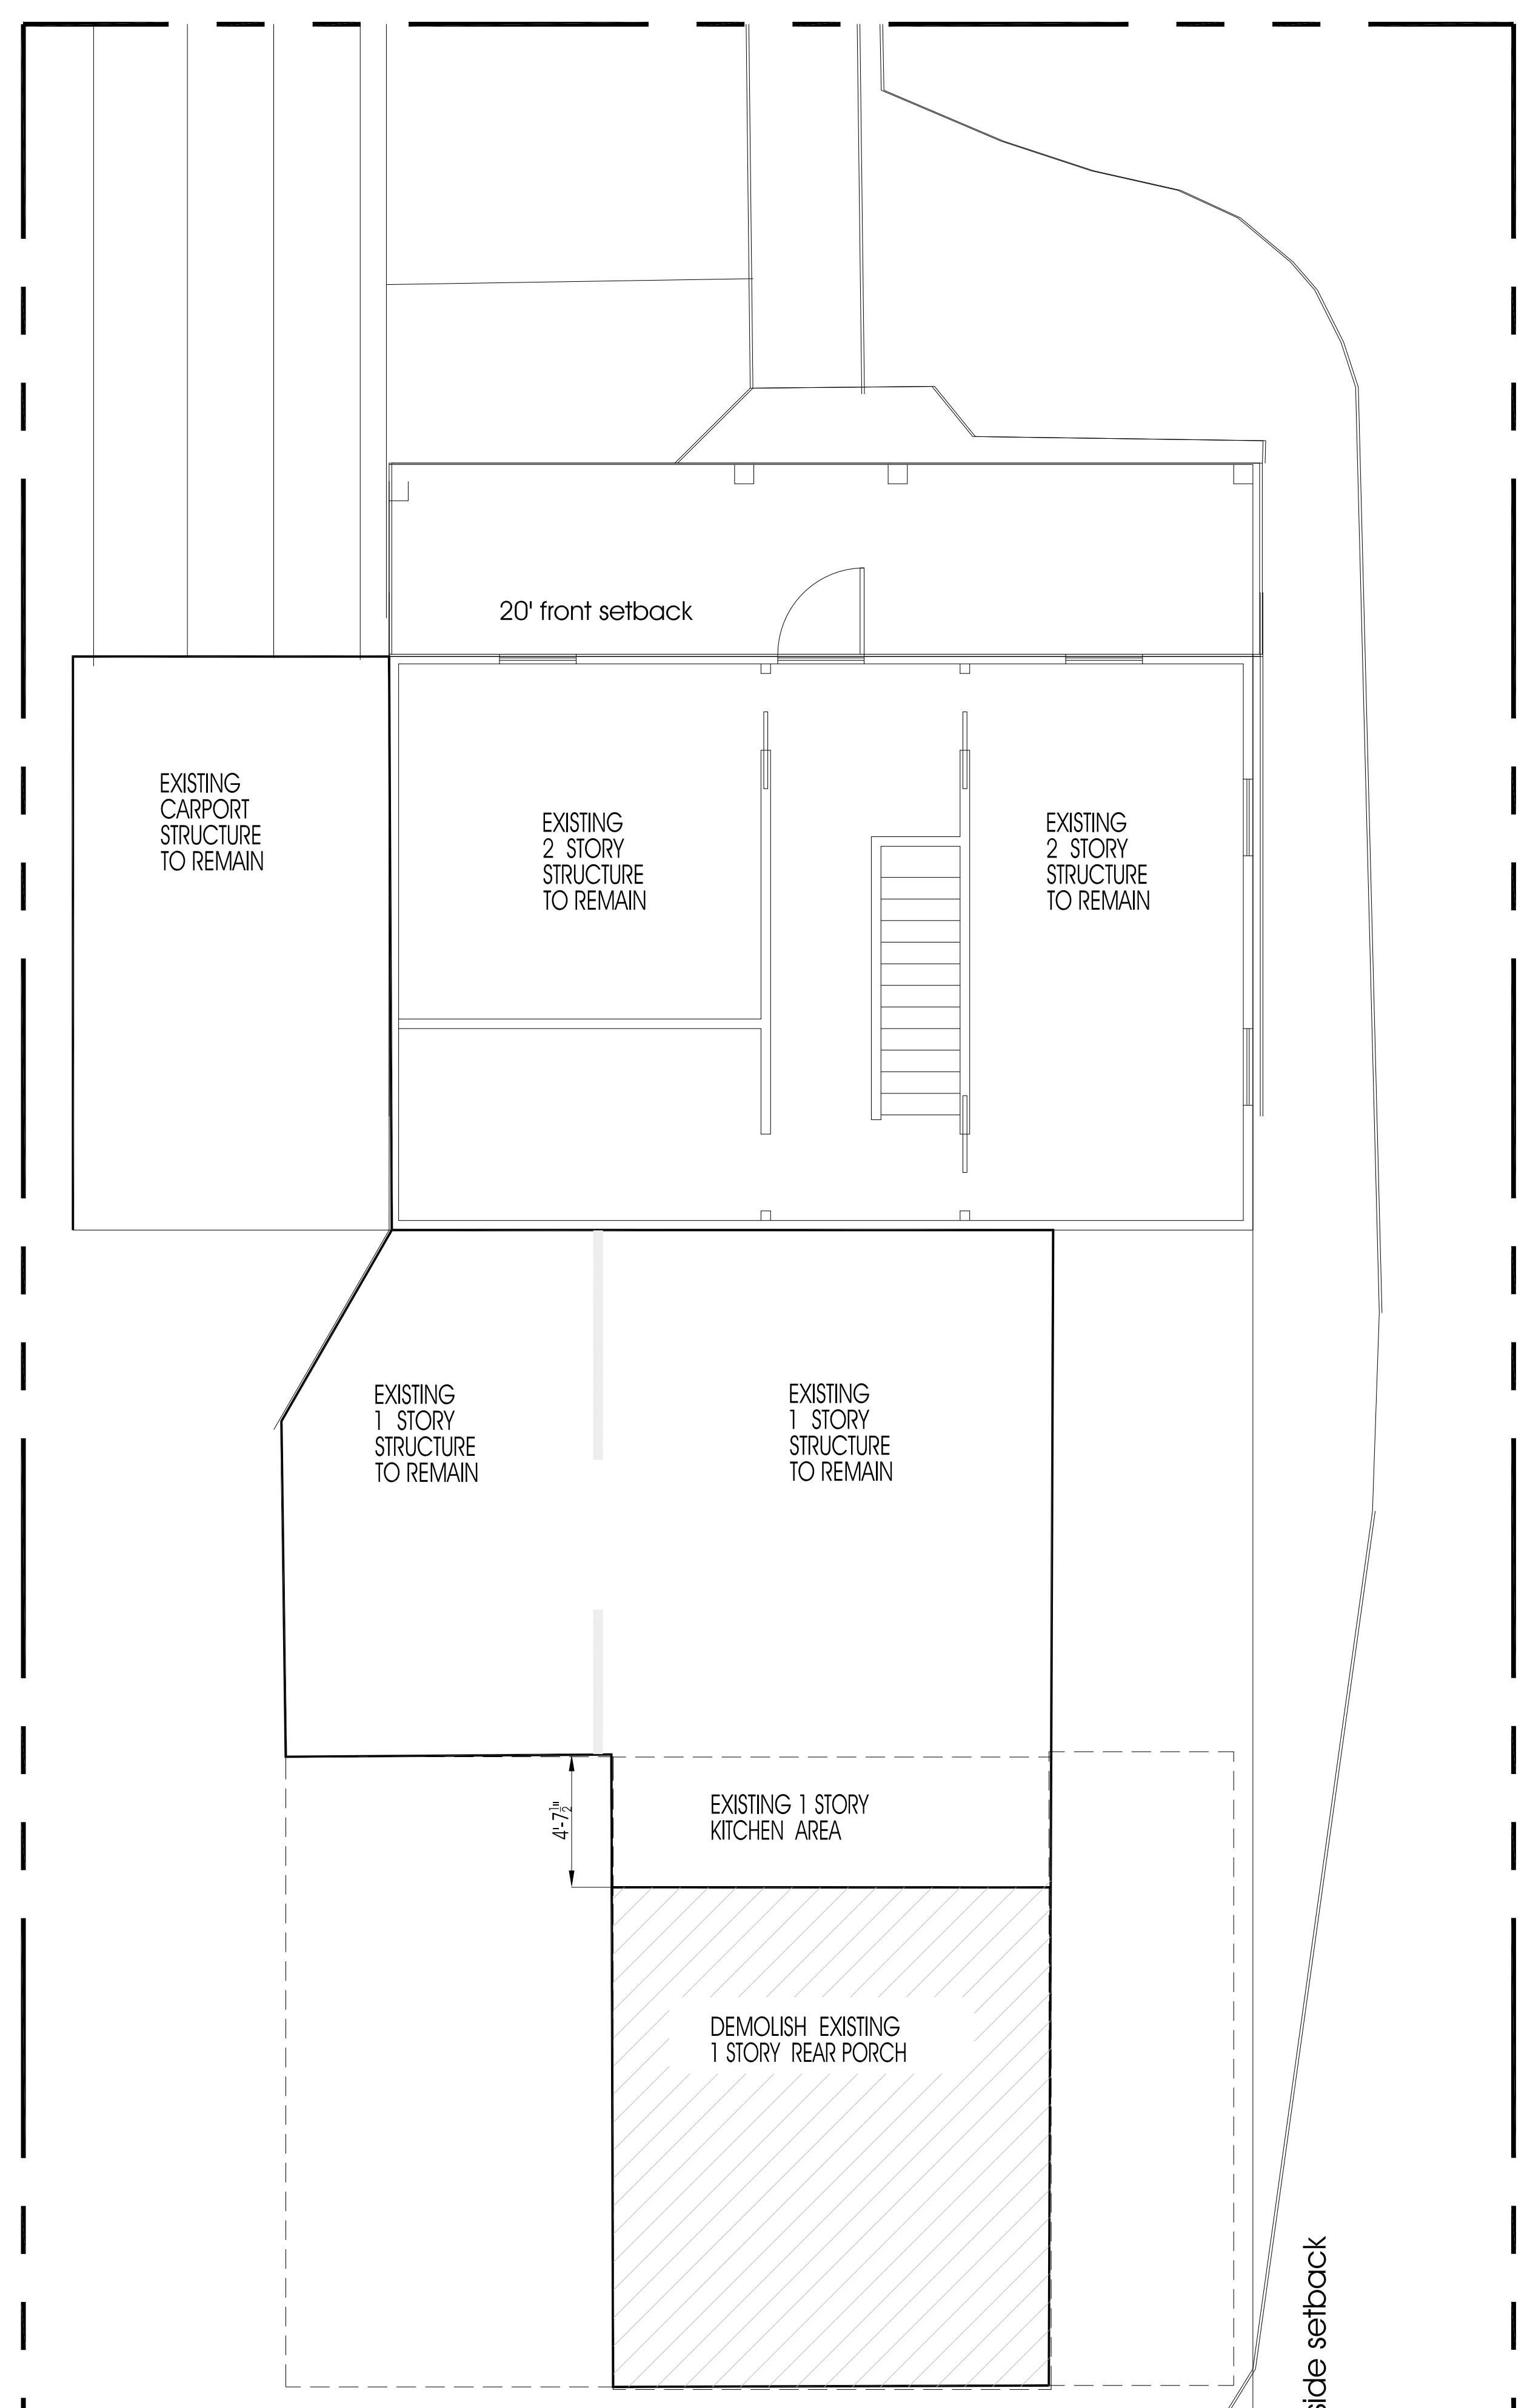 20' front setback
EXISTING
CARPORT
STRUCTURE
TO REMAIN
EXISTING
2 STORY
STRUCTURE
TO REMAIN
EXISTING
2 STORY
STRUCTURE
TO REMAIN
EXISTING
1 STORY
STRUCTURE
TO REMAIN
EXISTING
1 STORY
STRUCTURE
TO REMAIN
4'-7½"
EXISTING 1 STORY
KITCHEN AREA
DEMOLISH EXISTING
1 STORY REAR PORCH
side setback